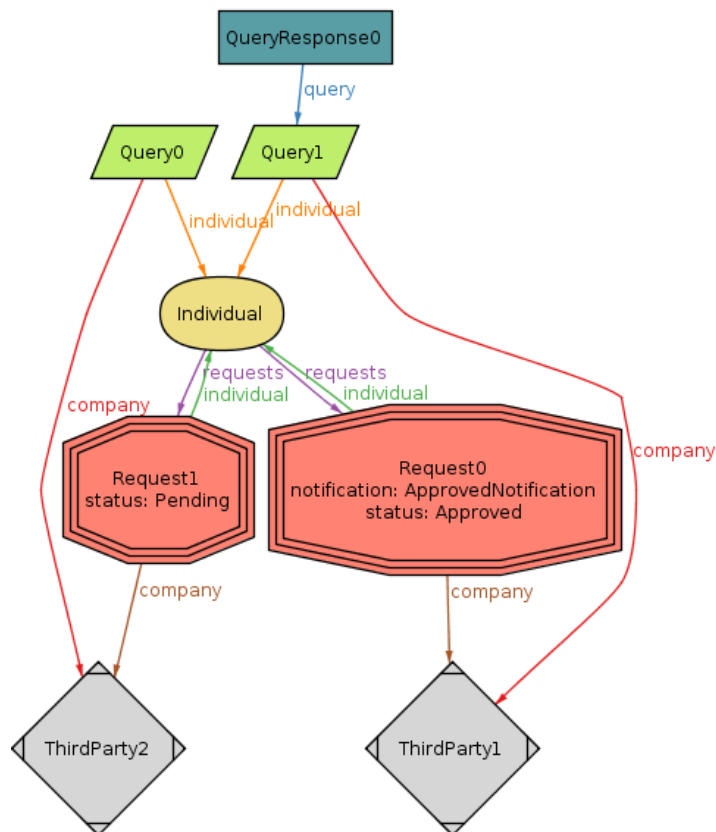 QueryResponse0
query
Query0
Query1
individual
individual
Individual
requests
requests
individual
individual
company
Request1
status: Pending
Request0
notification: ApprovedNotification
status: Approved
company
company
company
ThirdParty2
ThirdParty1